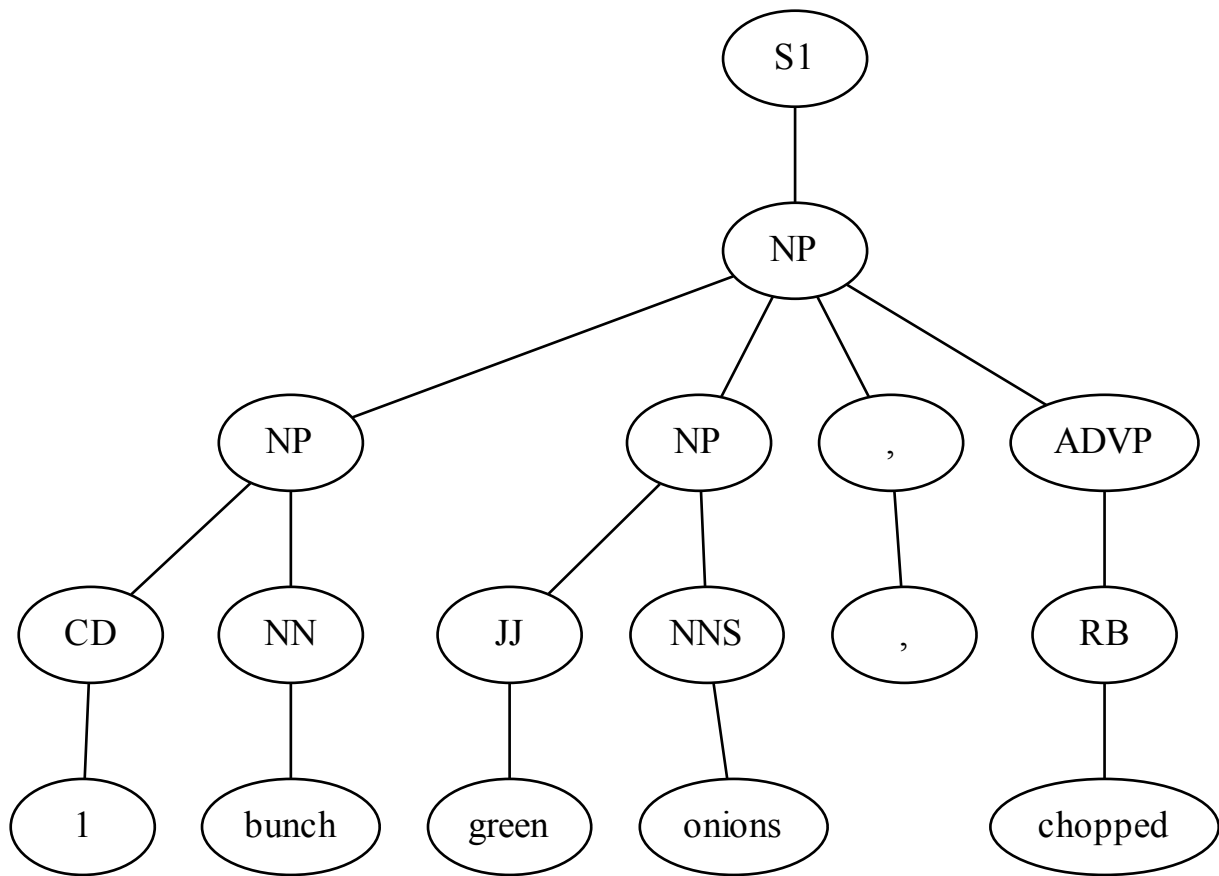 S1
NP
NP NP , ADVP
CD NN JJ NNS , RB
1 bunch green onions chopped